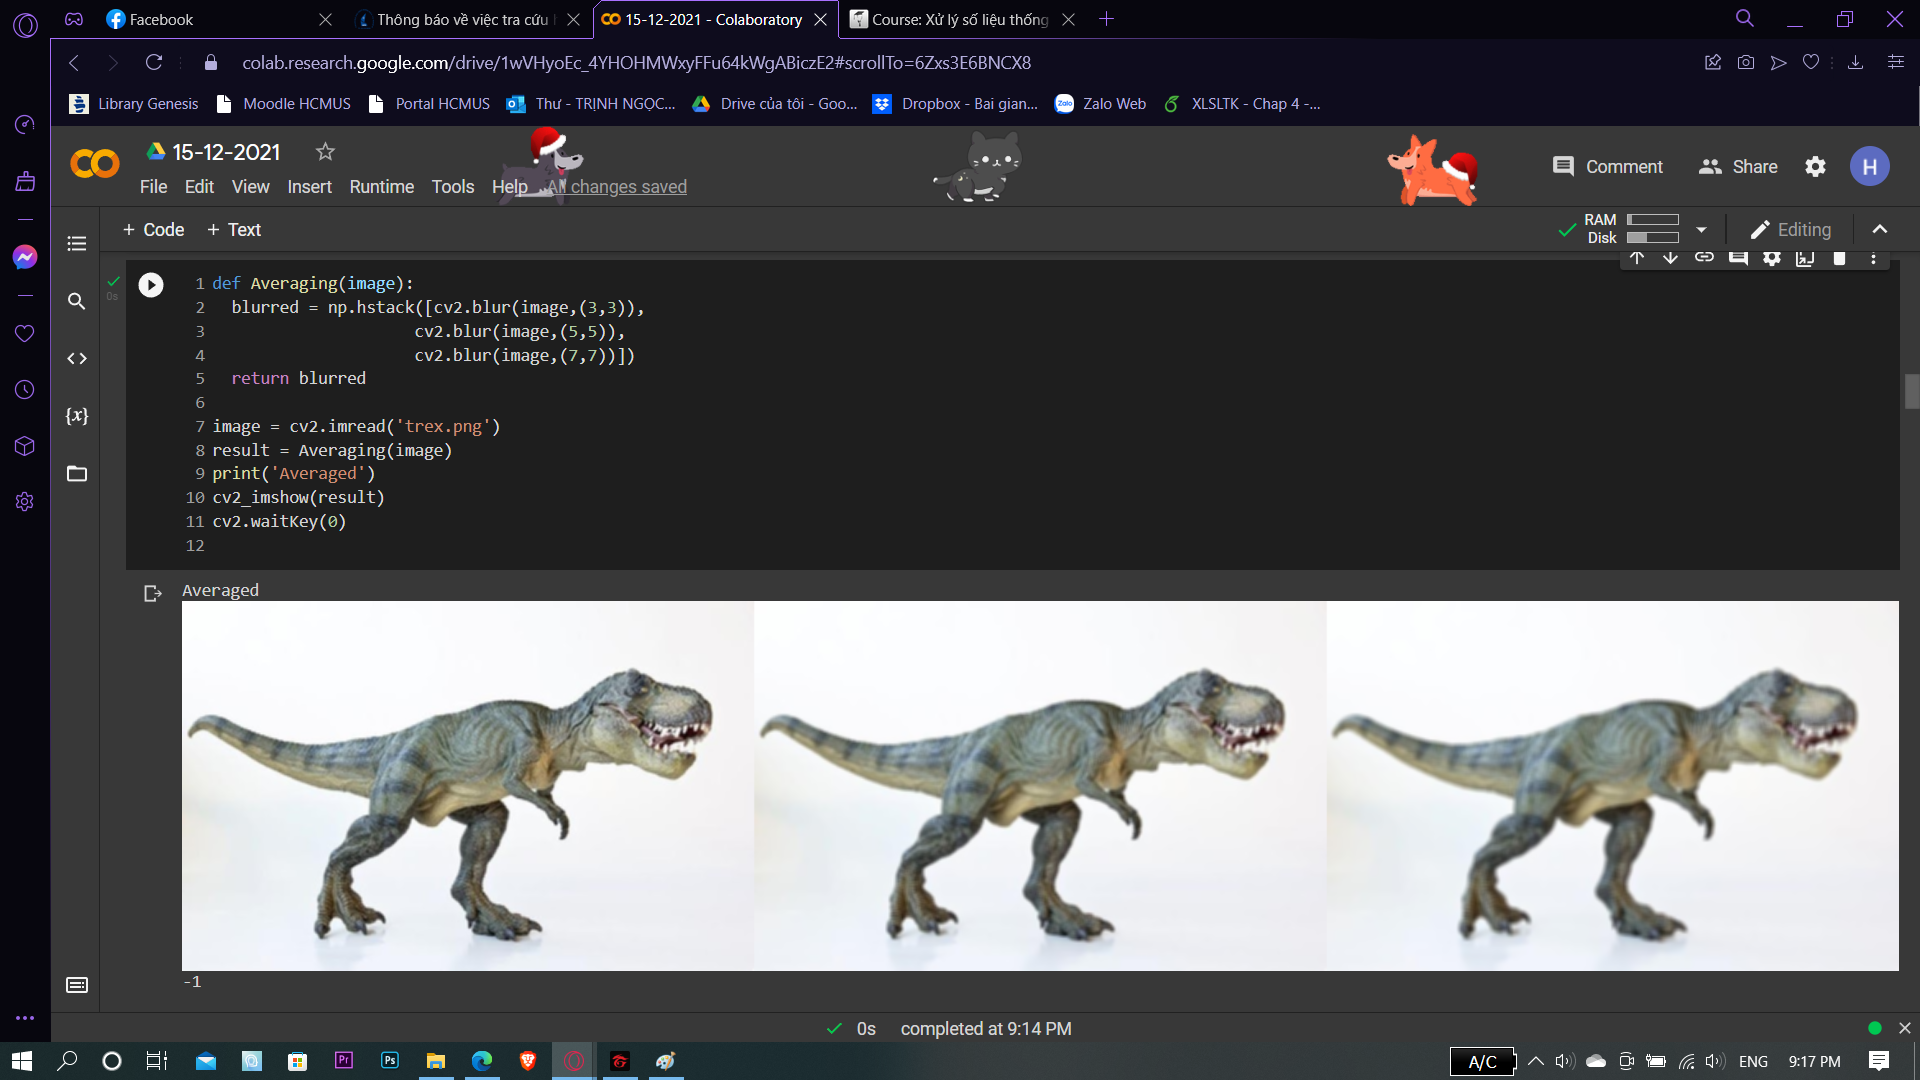 Facebook
Thông báo về việc tra cứu
15-12-2021 - Colaboratory
Course: Xử lý số liệu thống
colab.research.google.com/drive/1wVHyoEc_4YHOHMWxyFFu64kWgABiczE2#scrollTo=6Zxs3E6BNCX8
Library Genesis
Moodle HCMUS
Portal HCMUS
Thư - TRỊNH NGỌC...
Drive của tôi - Goo...
Dropbox - Bai gian...
Zalo Web
XLSLTK - Chap 4 -...
15-12-2021
File Edit View Insert Runtime Tools Help All changes saved
Comment
Share
H
+ Code + Text
RAM
Disk
Editing
0s
1 def Averaging(image):
2 blurred = np.hstack([cv2.blur(image,(3,3)),
3 cv2.blur(image,(5,5)),
4 cv2.blur(image,(7,7))])
5 return blurred
6
7 image = cv2.imread('trex.png')
8 result = Averaging(image)
9 print('Averaged')
10 cv2_imshow(result)
11 cv2.waitKey(0)
12
Averaged
-1
0s completed at 9:14 PM
A/C
ENG
9:17 PM